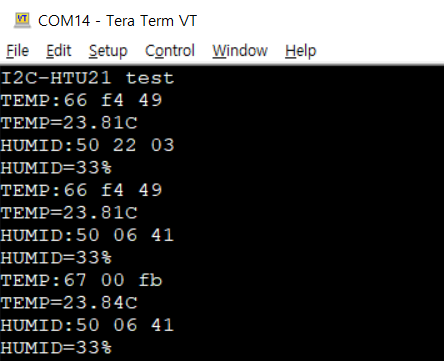 COM14 - Tera Term VT
File Edit Setup Control Window Help
I2C-HTU21 test
TEMP:66 f4 49
TEMP=23.81C
HUMID:50 22 03
HUMID=33%
TEMP:66 f4 49
TEMP=23.81C
HUMID:50 06 41
HUMID=33%
TEMP:67 00 fb
TEMP=23.84C
HUMID:50 06 41
HUMID=33%